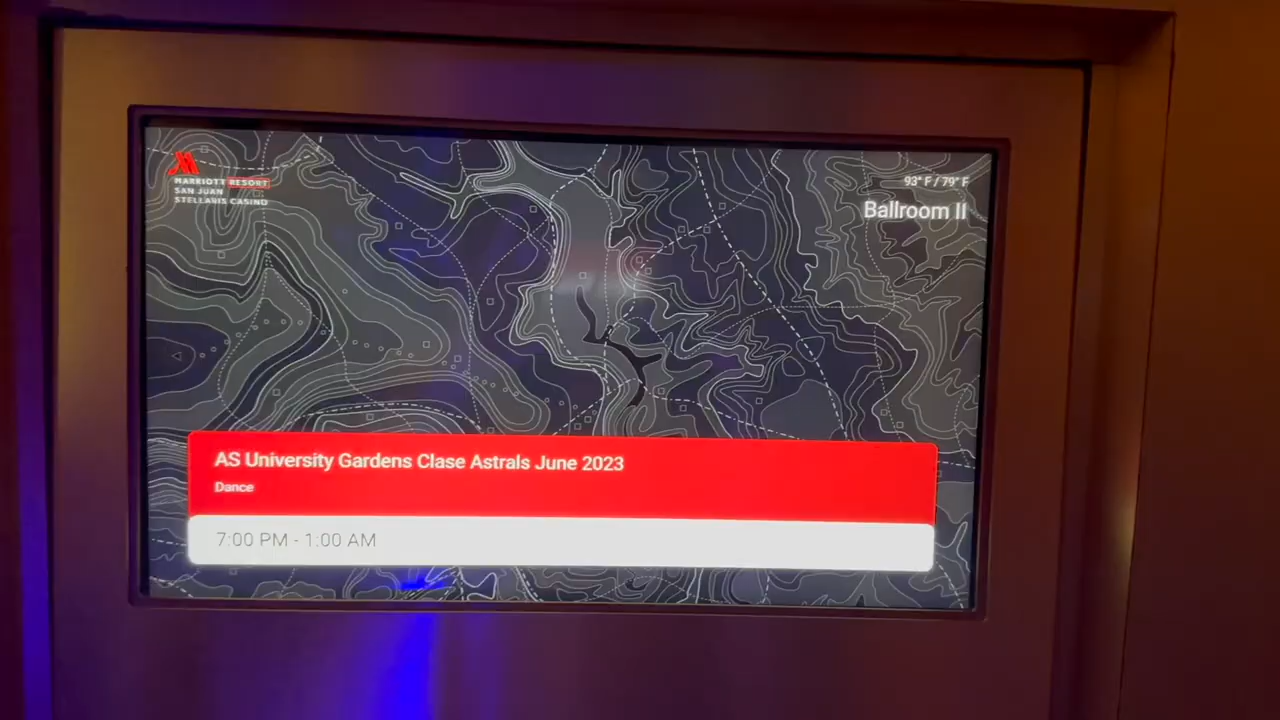 MARRIOTT RESORT
SAN JUAN
STELLARIS CASINO
93° F / 79° F
Ballroom II
AS University Gardens Clase Astrals June 2023
Dance
7:00 PM - 1:00 AM